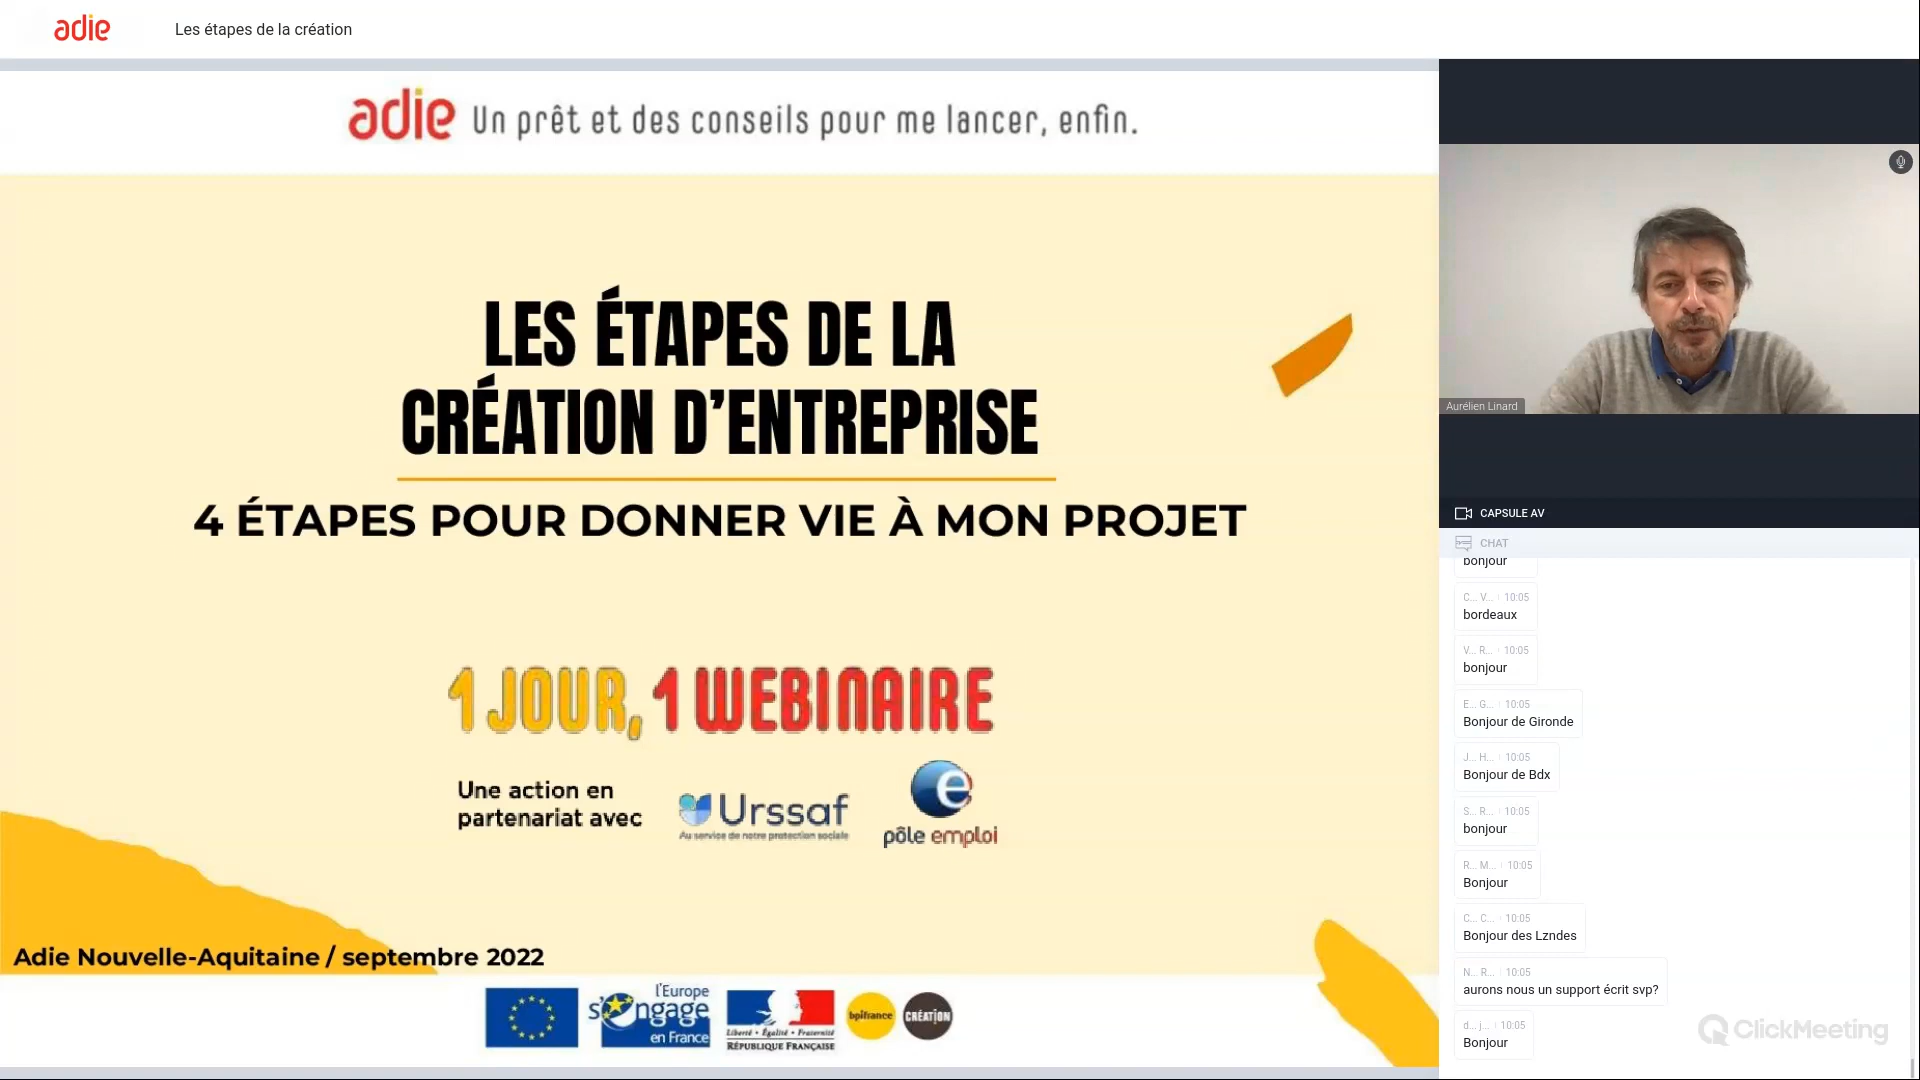 adie
Les étapes de la création
adie Un prêt et des conseils pour me lancer, enfin.
LES ÉTAPES DE LA
CRÉATION D’ENTREPRISE
4 ÉTAPES POUR DONNER VIE À MON PROJET
1 JOUR, 1 WEBINAIRE
Une action en
partenariat avec
Urssaf
Au service de notre protection sociale
e
pôle emploi
Adie Nouvelle-Aquitaine / septembre 2022
l'Europe
s'engage
en France
Liberté • Égalité • Fraternité
RÉPUBLIQUE FRANÇAISE
bpifrance
CRÉATION
Aurélien Linard
CAPSULE AV
CHAT
bonjour
C... V... 10:05
bordeaux
V... R... 10:05
bonjour
E... G... 10:05
Bonjour de Gironde
J... H... 10:05
Bonjour de Bdx
S... R... 10:05
bonjour
R... M... 10:05
Bonjour
C... C... 10:05
Bonjour des Lzndes
N... R... 10:05
aurons nous un support écrit svp?
d... j... 10:05
Bonjour
ClickMeeting